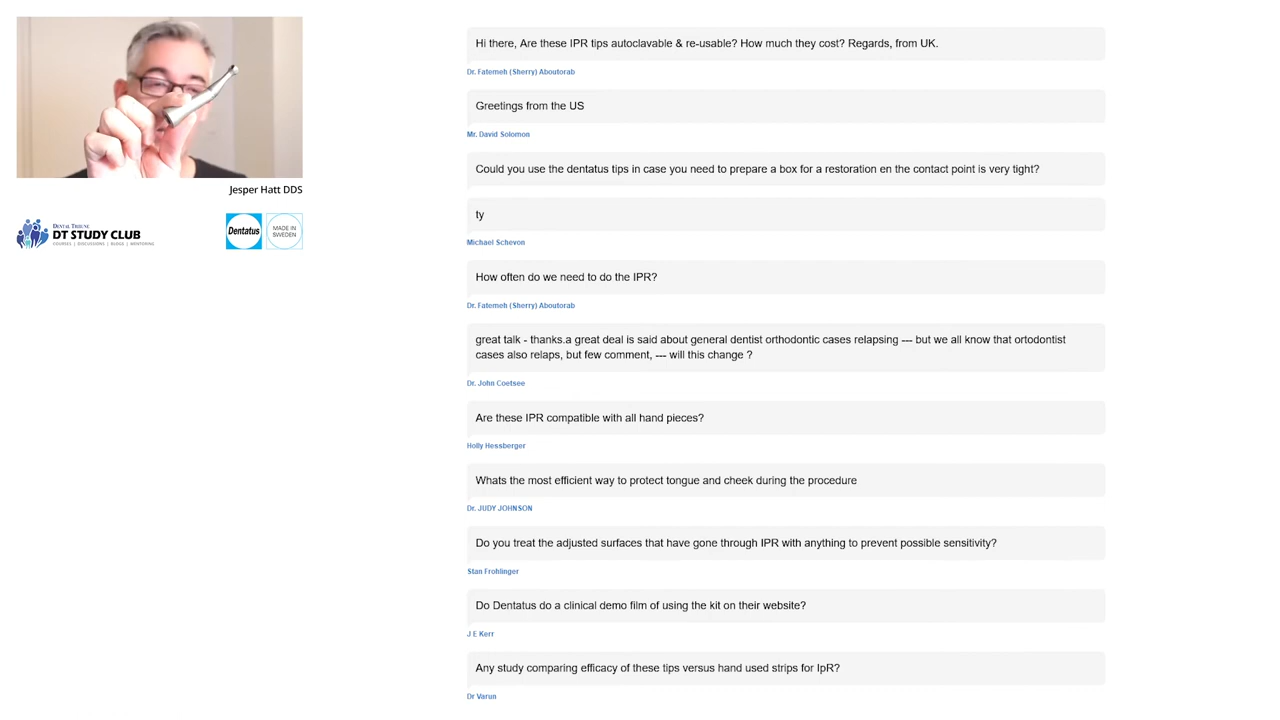 Jesper Hatt DDS
DENTAL TRIBUNE
DT STUDY CLUB
COURSES | DISCUSSIONS | BLOGS | MENTORING
Dentatus
MADE IN
SWEDEN
Hi there, Are these IPR tips autoclavable & re-usable? How much they cost? Regards, from UK.
Dr. Fatemeh (Sherry) Aboutorab
Greetings from the US
Mr. David Solomon
Could you use the dentatus tips in case you need to prepare a box for a restoration en the contact point is very tight?
ty
Michael Schevon
How often do we need to do the IPR?
Dr. Fatemeh (Sherry) Aboutorab
great talk - thanks.a great deal is said about general dentist orthodontic cases relapsing --- but we all know that ortodontist
cases also relaps, but few comment, --- will this change ?
Dr. John Coetsee
Are these IPR compatible with all hand pieces?
Holly Hessberger
Whats the most efficient way to protect tongue and cheek during the procedure
Dr. JUDY JOHNSON
Do you treat the adjusted surfaces that have gone through IPR with anything to prevent possible sensitivity?
Stan Frohlinger
Do Dentatus do a clinical demo film of using the kit on their website?
J E Kerr
Any study comparing efficacy of these tips versus hand used strips for IpR?
Dr Varun